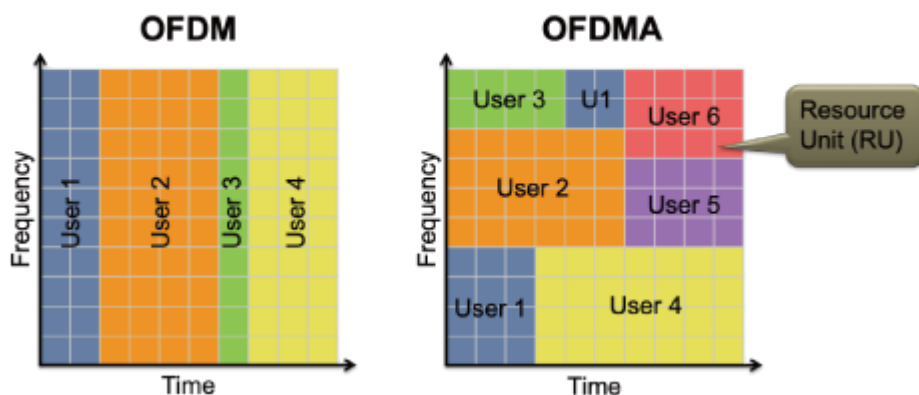 OFDM
Frequency
User 1
User 2
User 3
User 4
Time
OFDMA
Frequency
User 3
U1
User 6
User 2
User 5
User 1
User 4
Time
Resource
Unit (RU)